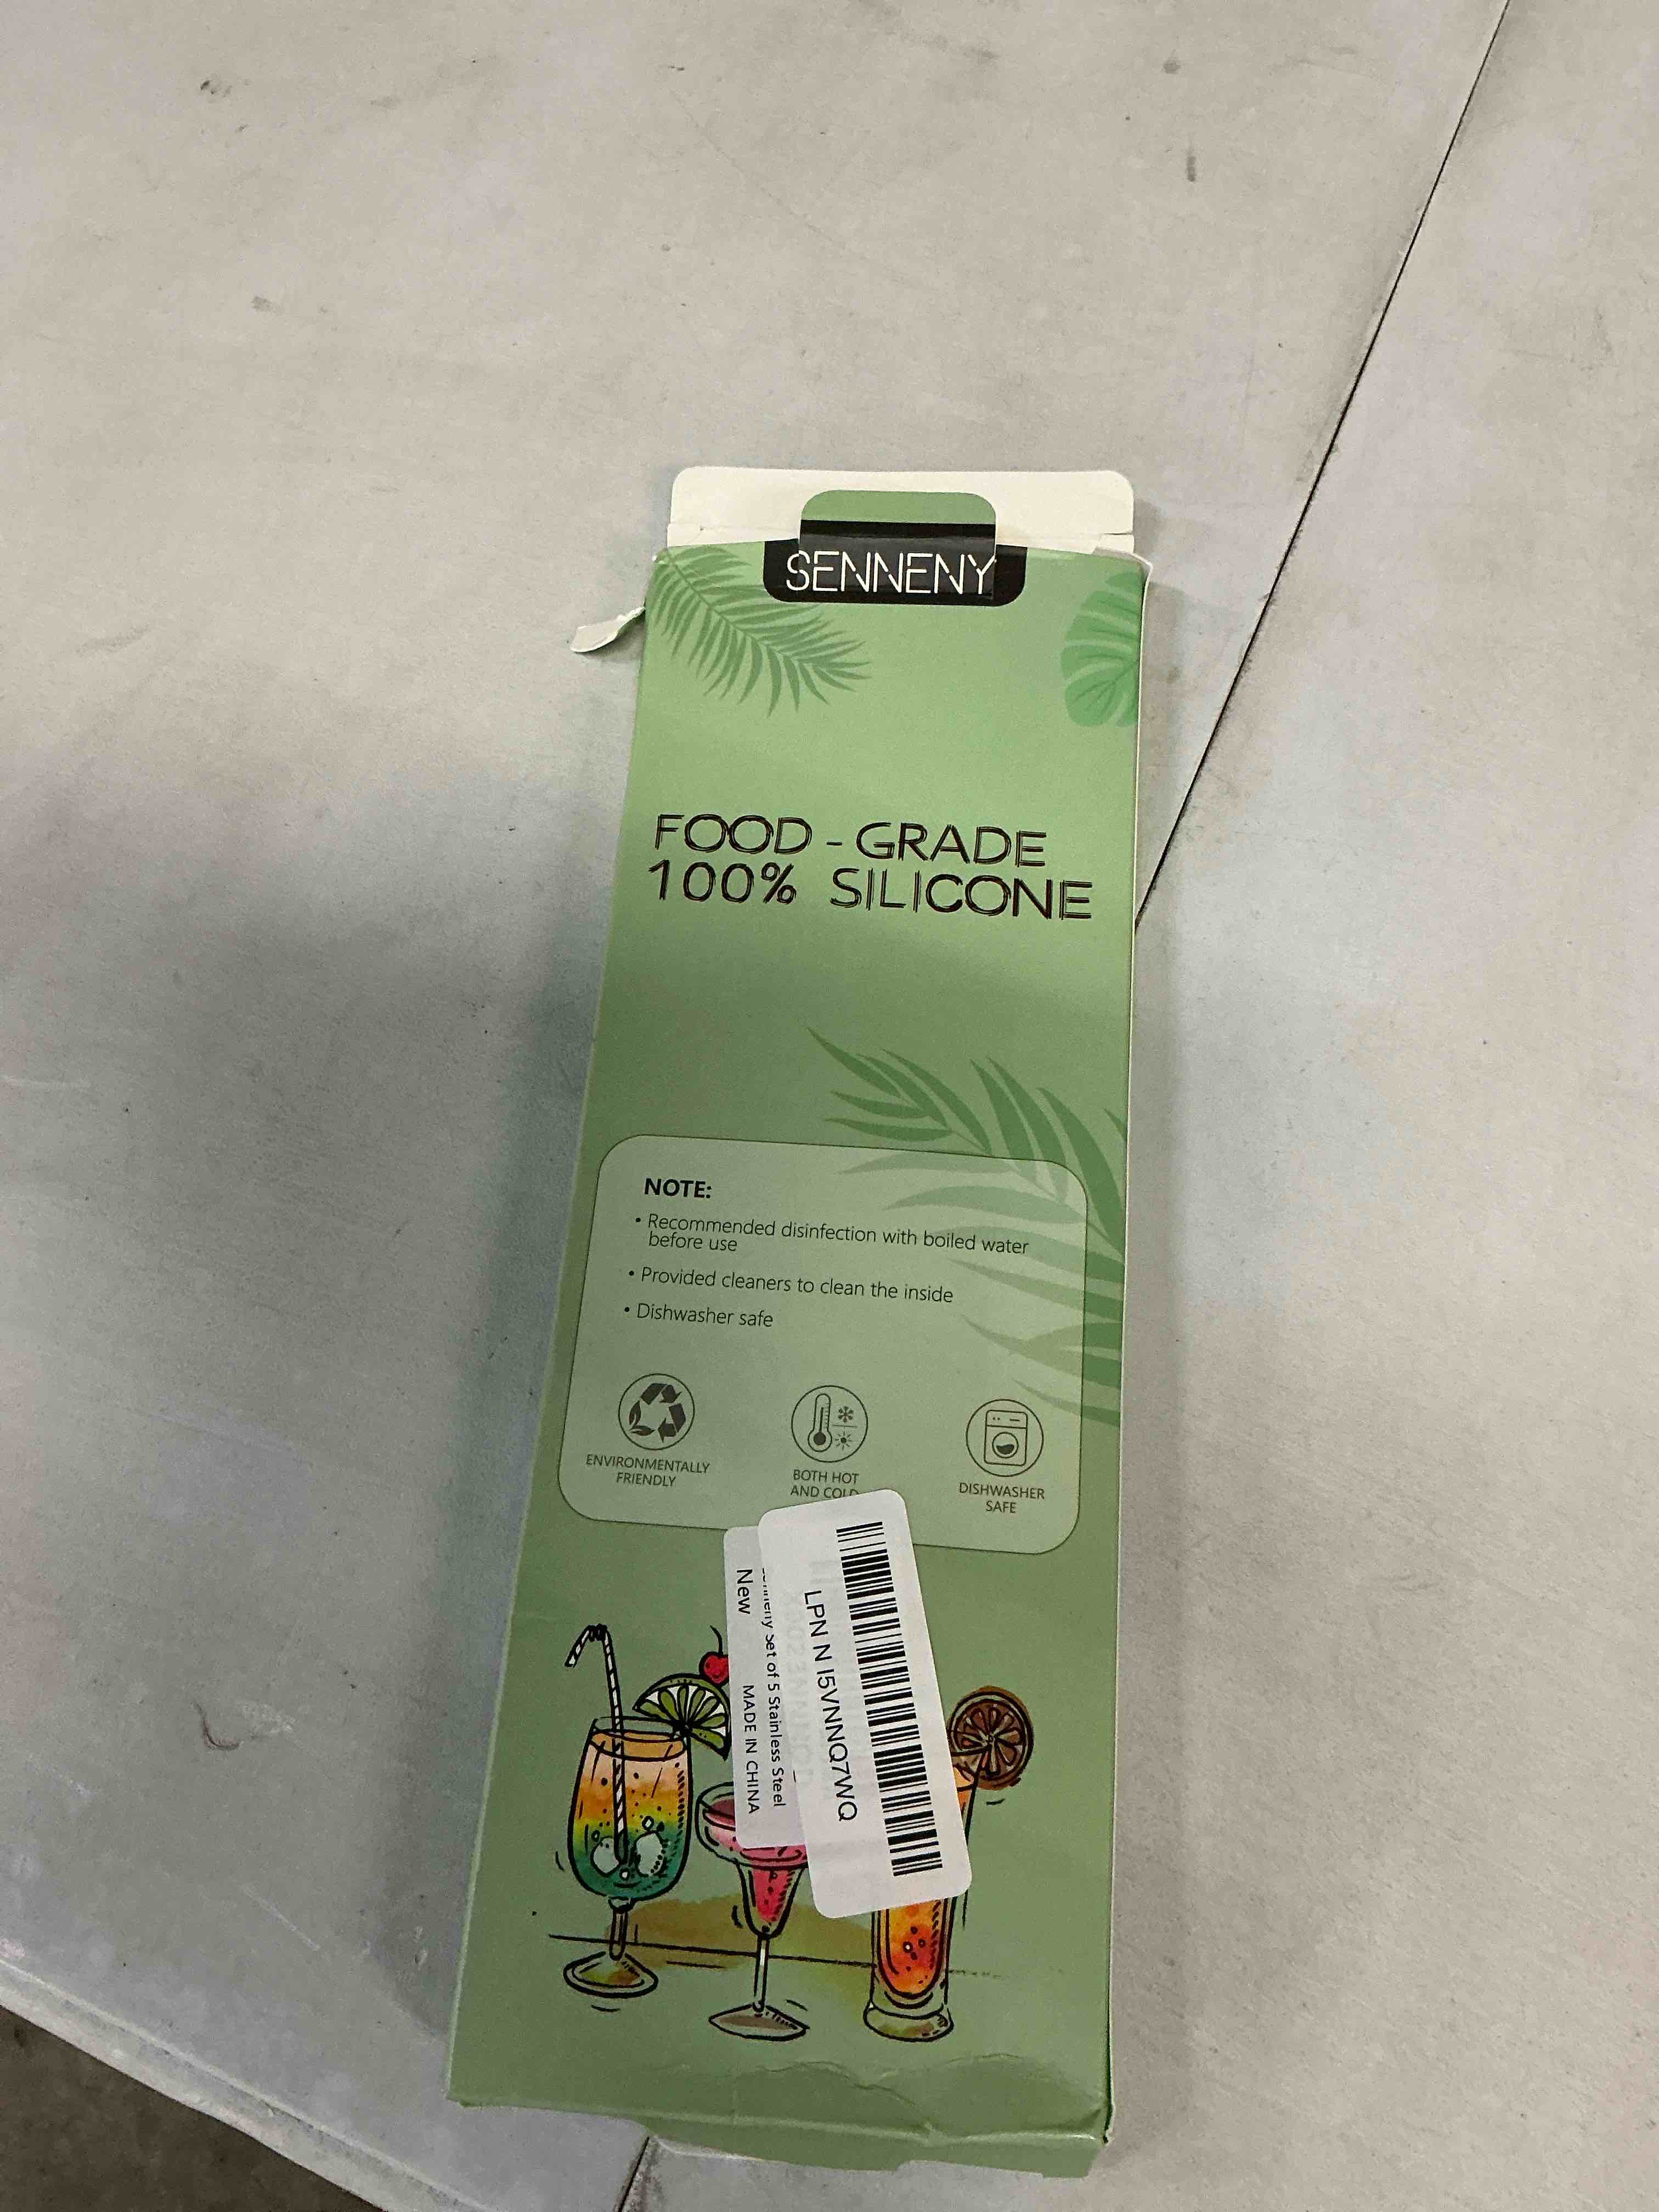 SENNENY
FOOD - GRADE
100% SILICONE
NOTE:
• Recommended disinfection with boiled water
before use
• Provided cleaners to clean the inside
• Dishwasher safe
ENVIRONMENTALLY
FRIENDLY
BOTH HOT
AND COLD
DISHWASHER
SAFE
LPN N I5VNNQ7WQ
Set of 5 Stainless Steel
New MADE IN CHINA